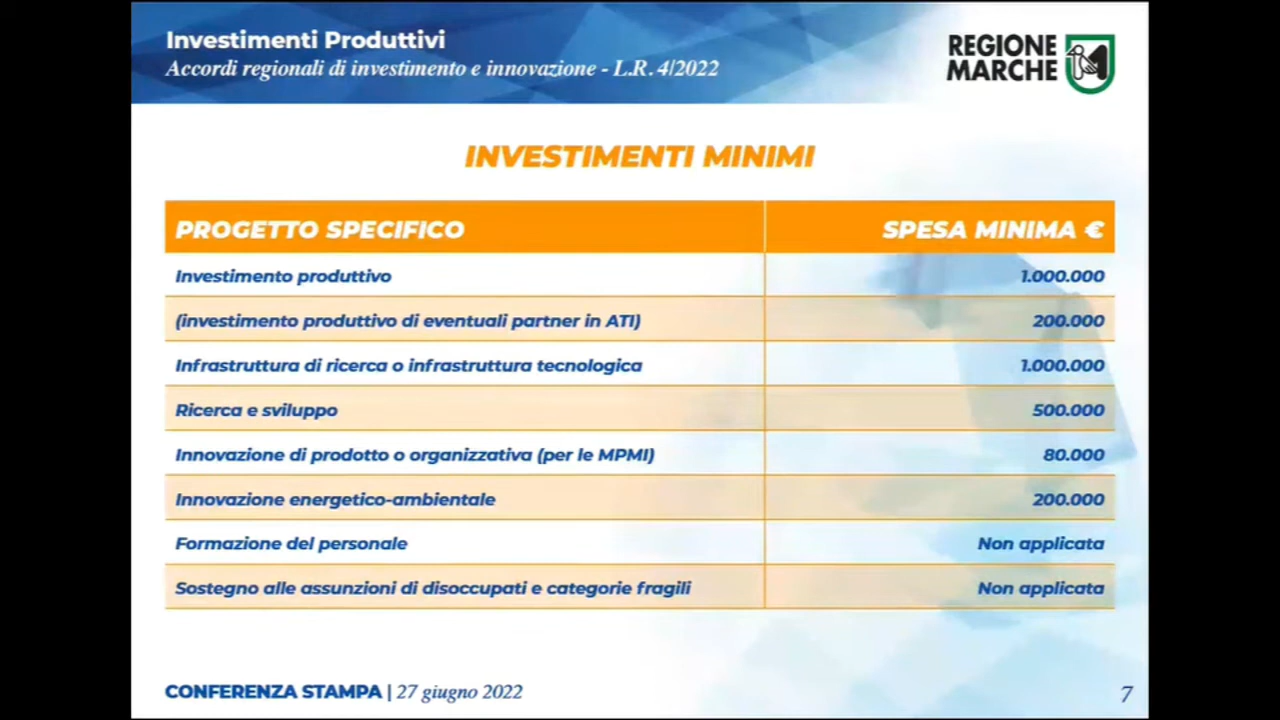 Investimenti Produttivi
Accordi regionali di investimento e innovazione - L.R. 4/2022
REGIONE
MARCHE
INVESTIMENTI MINIMI
PROGETTO SPECIFICO SPESA MINIMA €
Investimento produttivo 1.000.000
(investimento produttivo di eventuali partner in ATI) 200.000
Infrastruttura di ricerca o infrastruttura tecnologica 1.000.000
Ricerca e sviluppo 500.000
Innovazione di prodotto o organizzativa (per le MPMI) 80.000
Innovazione energetico-ambientale 200.000
Formazione del personale Non applicata
Sostegno alle assunzioni di disoccupati e categorie fragili Non applicata
CONFERENZA STAMPA | 27 giugno 2022 7